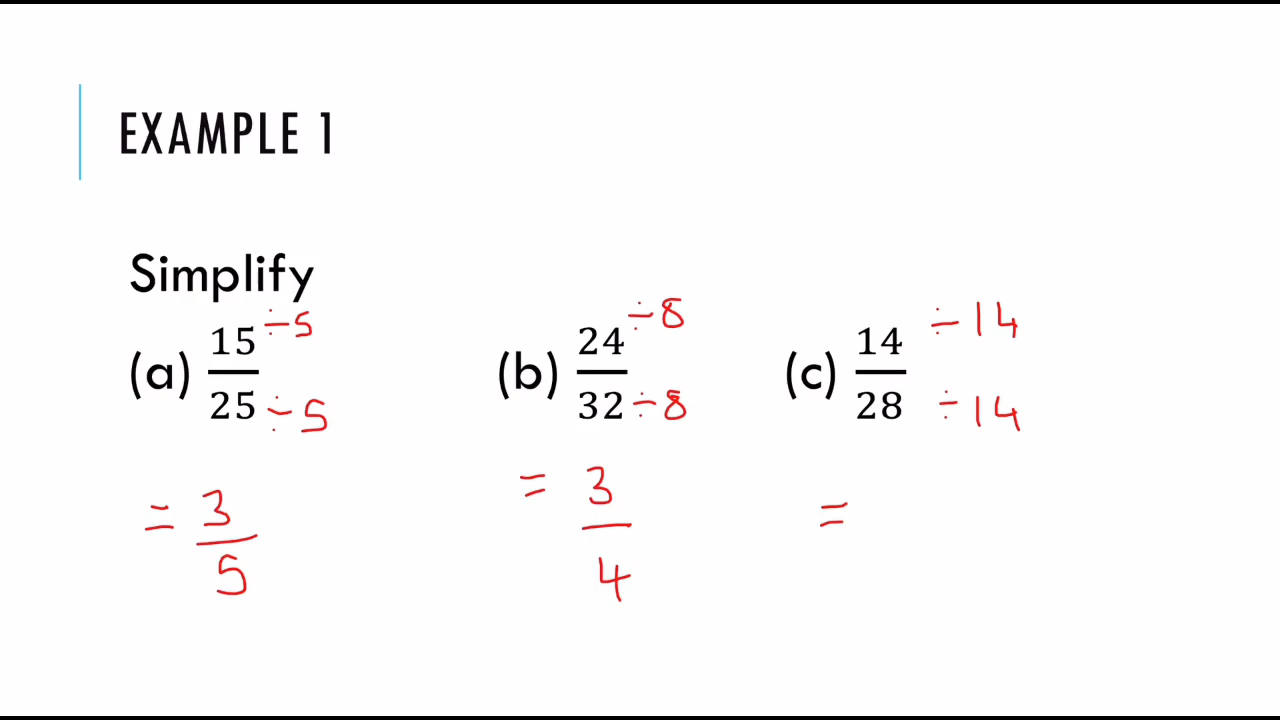 EXAMPLE 1
Simplify
(a) 15/25 ÷5 ÷5
= 3/5
(b) 24/32 ÷8 ÷8
= 3/4
(c) 14/28 ÷14 ÷14
=